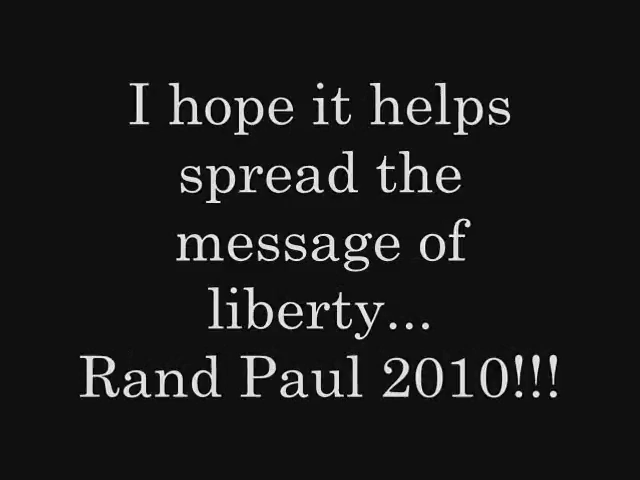 I hope it helps
spread the
message of
liberty...
Rand Paul 2010!!!